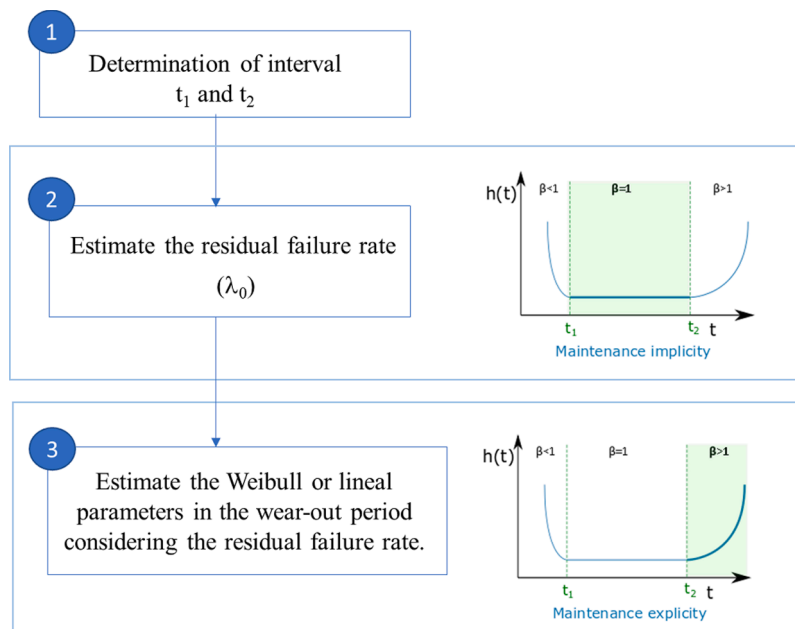 1
Determination of interval
t₁ and t₂
2
Estimate the residual failure rate
(λ₀)
h(t)
β<1
β=1
β>1
t₁
t₂
t
Maintenance implicity
3
Estimate the Weibull or lineal
parameters in the wear-out period
considering the residual failure rate.
h(t)
β<1
β=1
β>1
t₁
t₂
t
Maintenance explicity